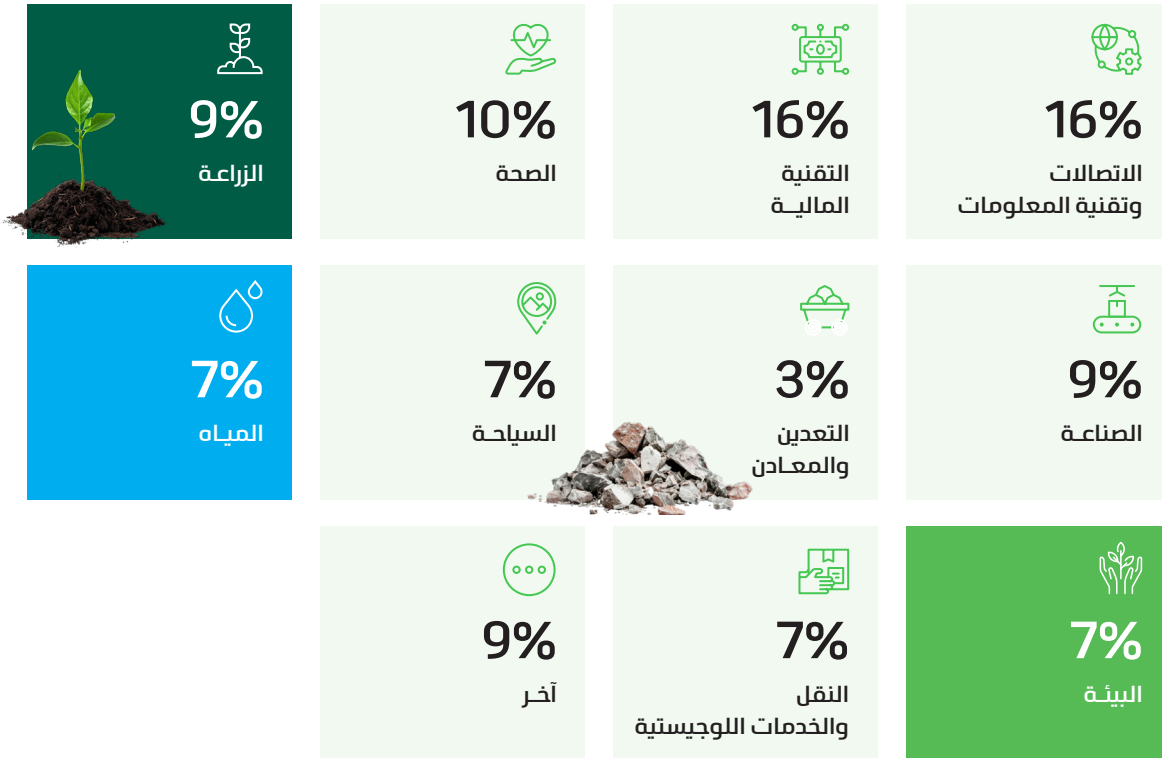 16%
الاتصالات
وتقنية المعلومات
16%
التقنية
الماليــة
10%
الصحة
9%
الزراعـة
9%
الصناعـة
3%
التعدين
والمعـادن
7%
السياحـة
7%
الميـاه
7%
البيئـة
7%
النقل
والخدمات اللوجيستية
9%
آخـر